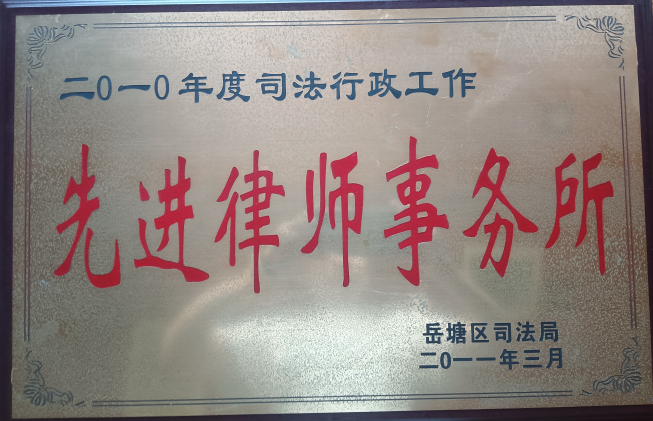 二0一0年度司法行政工作
先进律师事务所
岳塘区司法局
二0一一年三月